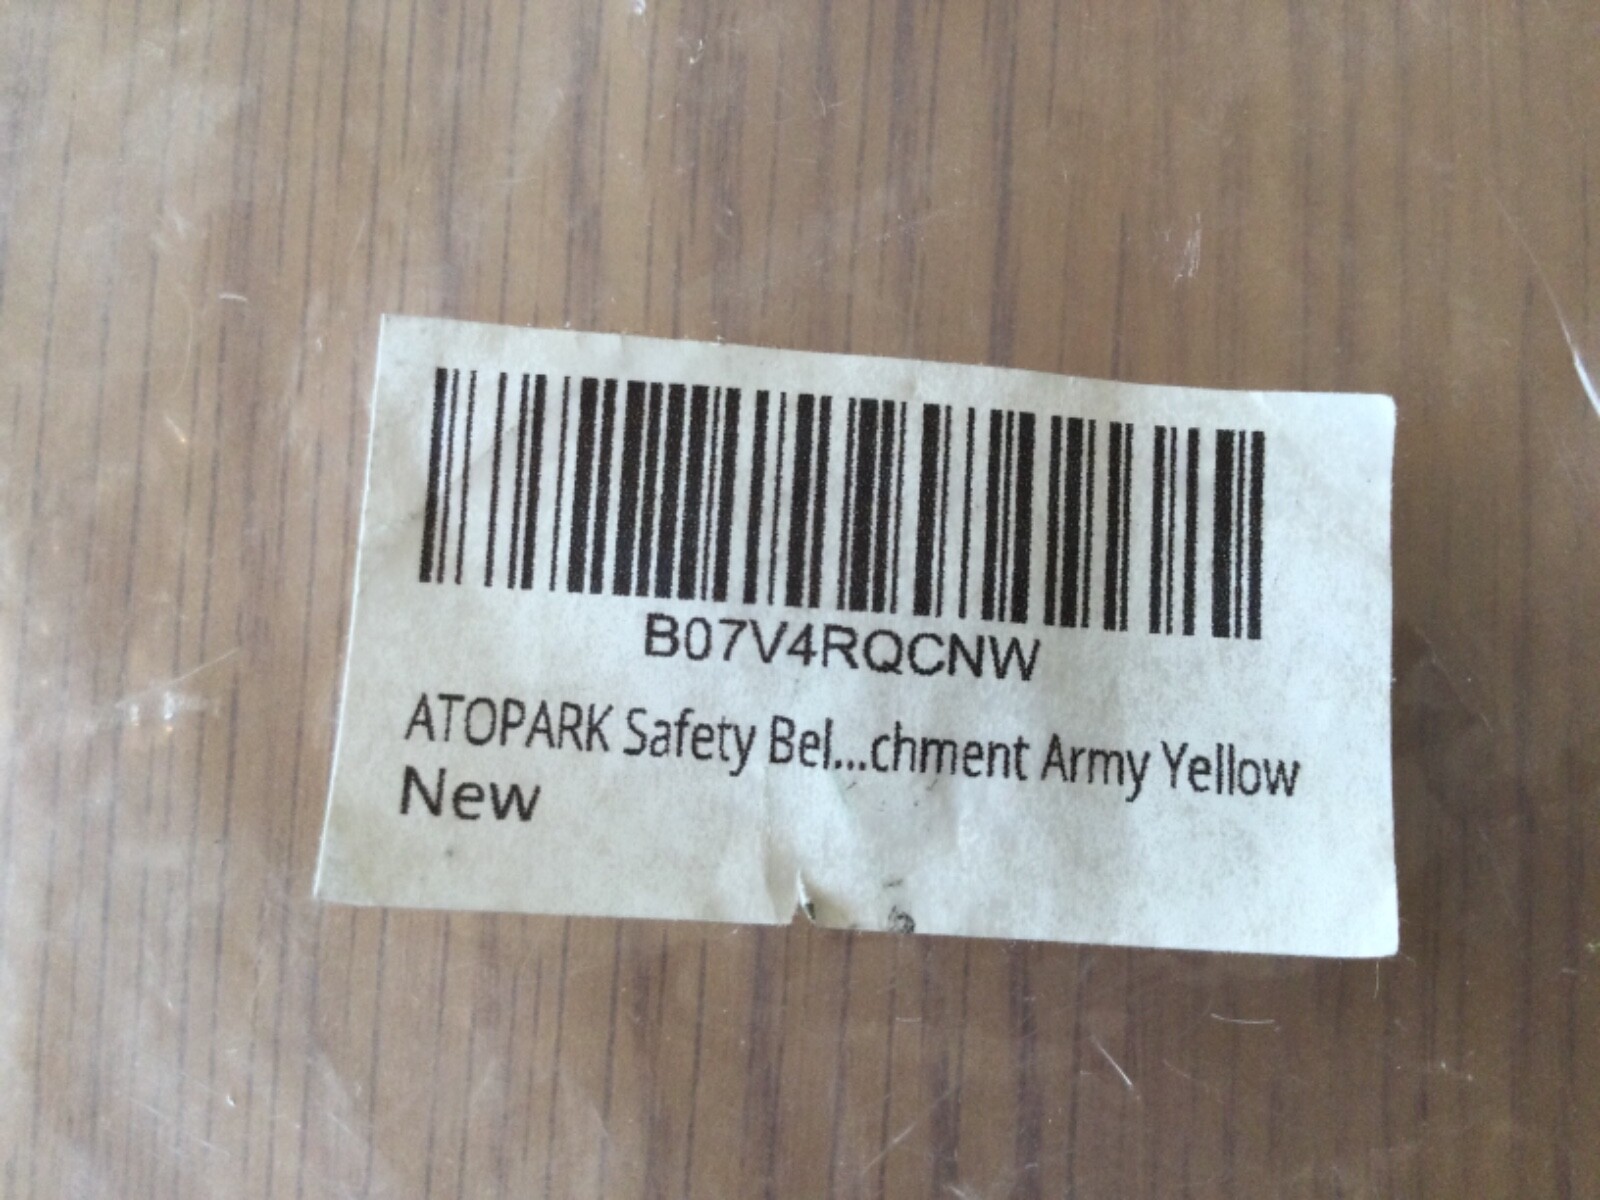 B07V4RQCNW
ATOPARK Safety Bel...chment Army Yellow
New